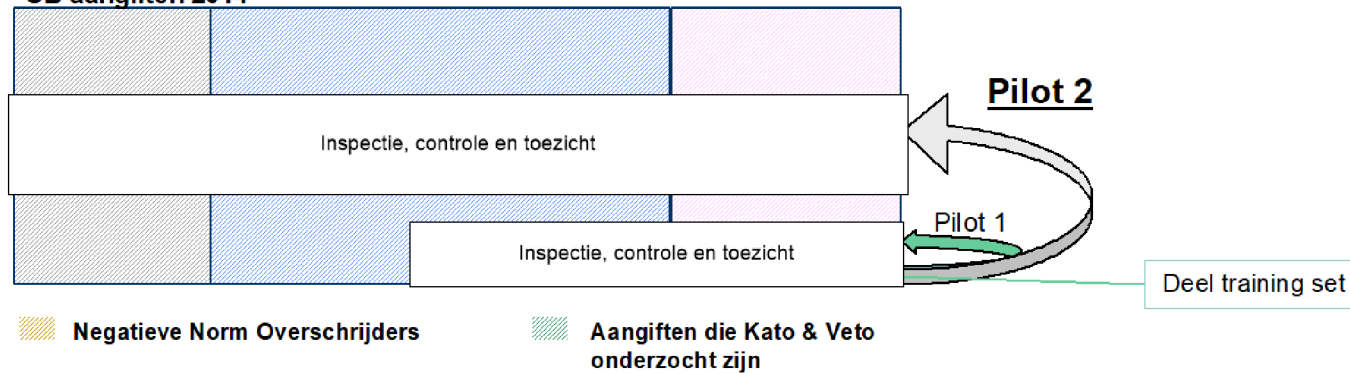 Pilot 2
Inspectie, controle en toezicht
Pilot 1
Inspectie, controle en toezicht
Deel training set
Negatieve Norm Overschrijders
Aangiften die Kato & Veto
onderzocht zijn